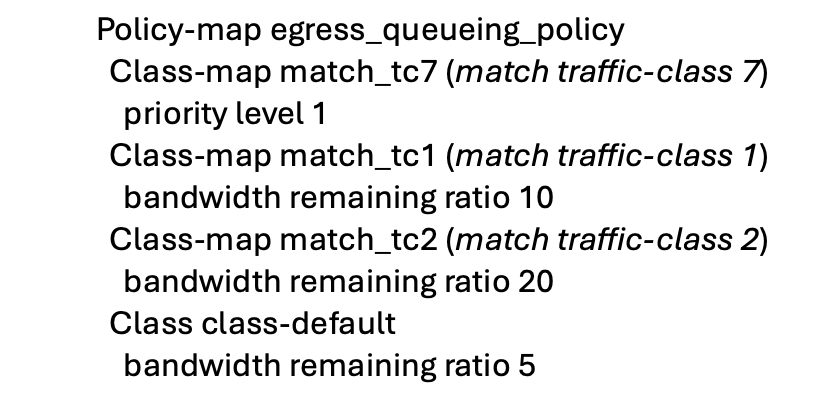 Policy-map egress_queueing_policy
Class-map match_tc7 (match traffic-class 7)
priority level 1
Class-map match_tc1 (match traffic-class 1)
bandwidth remaining ratio 10
Class-map match_tc2 (match traffic-class 2)
bandwidth remaining ratio 20
Class class-default
bandwidth remaining ratio 5